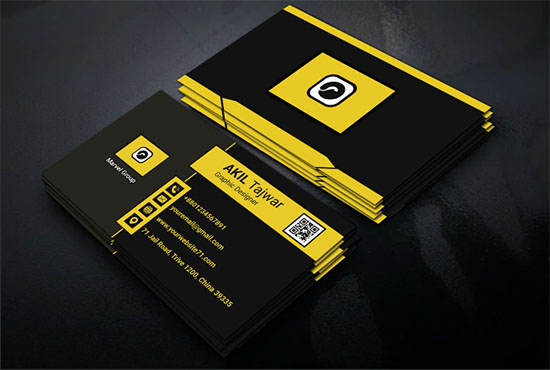 Marvel Group
AKIL Tajwar
Graphic Designer
+8801234567891
youremail@gmail.com
www.yourwebsite71.com
71 Jail Road, Trive 1200, China 39335